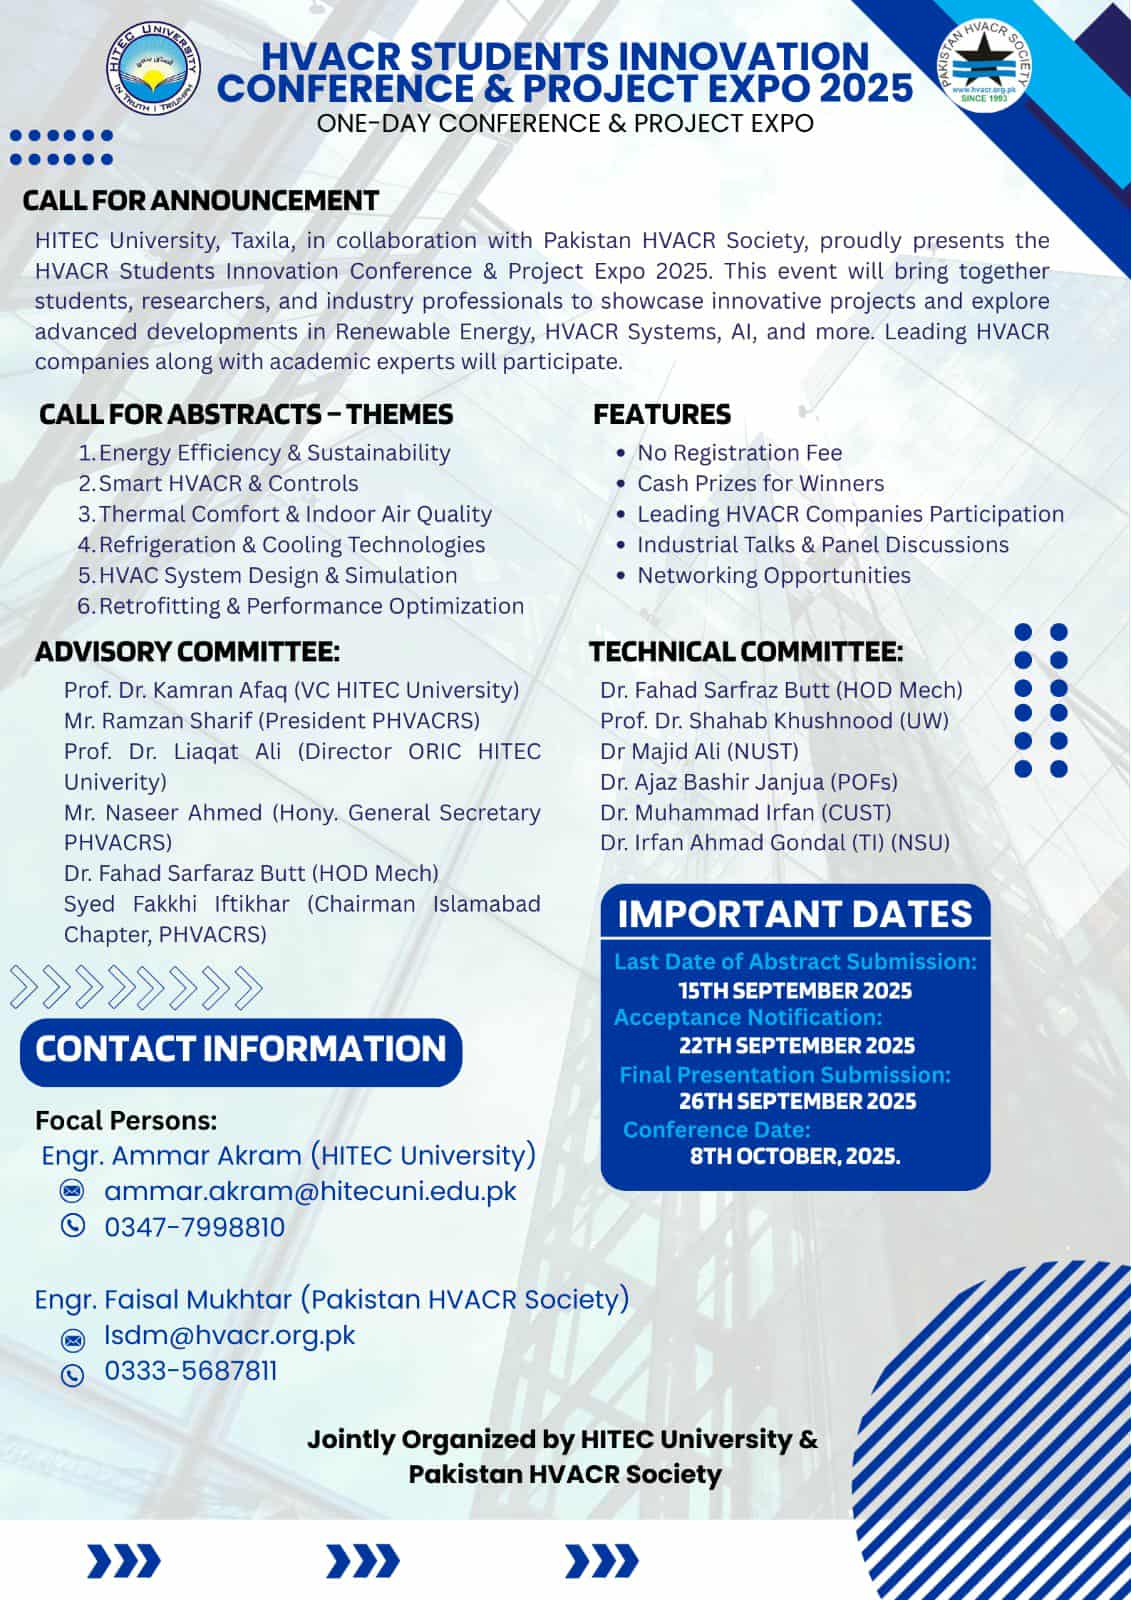 HITEC UNIVERSITY
IN TRUTH I TRIUMPH
HVACR STUDENTS INNOVATION
CONFERENCE & PROJECT EXPO 2025
ONE-DAY CONFERENCE & PROJECT EXPO
PAKISTAN HVACR SOCIETY
www.hvacr.org.pk
SINCE 1993
CALL FOR ANNOUNCEMENT
HITEC University, Taxila, in collaboration with Pakistan HVACR Society, proudly presents the
HVACR Students Innovation Conference & Project Expo 2025. This event will bring together
students, researchers, and industry professionals to showcase innovative projects and explore
advanced developments in Renewable Energy, HVACR Systems, AI, and more. Leading HVACR
companies along with academic experts will participate.
CALL FOR ABSTRACTS – THEMES
1. Energy Efficiency & Sustainability
2. Smart HVACR & Controls
3. Thermal Comfort & Indoor Air Quality
4. Refrigeration & Cooling Technologies
5. HVAC System Design & Simulation
6. Retrofitting & Performance Optimization
FEATURES
• No Registration Fee
• Cash Prizes for Winners
• Leading HVACR Companies Participation
• Industrial Talks & Panel Discussions
• Networking Opportunities
ADVISORY COMMITTEE:
Prof. Dr. Kamran Afaq (VC HITEC University)
Mr. Ramzan Sharif (President PHVACRS)
Prof. Dr. Liaqat Ali (Director ORIC HITEC
Univerity)
Mr. Naseer Ahmed (Hony. General Secretary
PHVACRS)
Dr. Fahad Sarfaraz Butt (HOD Mech)
Syed Fakkhi Iftikhar (Chairman Islamabad
Chapter, PHVACRS)
TECHNICAL COMMITTEE:
Dr. Fahad Sarfraz Butt (HOD Mech)
Prof. Dr. Shahab Khushnood (UW)
Dr Majid Ali (NUST)
Dr. Ajaz Bashir Janjua (POFs)
Dr. Muhammad Irfan (CUST)
Dr. Irfan Ahmad Gondal (TI) (NSU)
IMPORTANT DATES
Last Date of Abstract Submission:
15TH SEPTEMBER 2025
Acceptance Notification:
22TH SEPTEMBER 2025
Final Presentation Submission:
26TH SEPTEMBER 2025
Conference Date:
8TH OCTOBER, 2025.
CONTACT INFORMATION
Focal Persons:
Engr. Ammar Akram (HITEC University)
ammar.akram@hitecuni.edu.pk
0347-7998810
Engr. Faisal Mukhtar (Pakistan HVACR Society)
lsdm@hvacr.org.pk
0333-5687811
Jointly Organized by HITEC University &
Pakistan HVACR Society